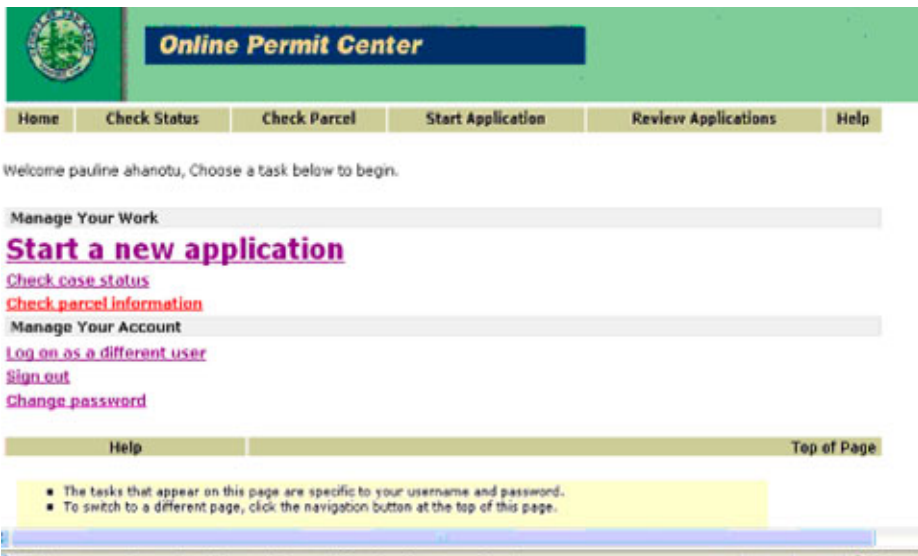 Online Permit Center
Home Check Status Check Parcel Start Application Review Applications Help
Welcome pauline ahanotu, Choose a task below to begin.
Manage Your Work
Start a new application
Check case status
Check parcel information
Manage Your Account
Log on as a different user
Sign out
Change password
Help Top of Page
The tasks that appear on this page are specific to your username and password.
To switch to a different page, click the navigation button at the top of this page.